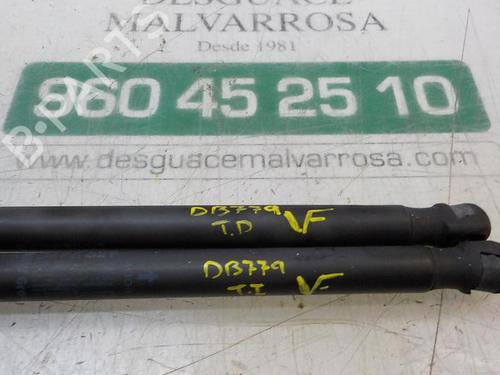 DESGUACE
MALVARROSA
Desde 1981
960 45 25 10
www.desguacemalvarrosa.com
B-PARTS
DB779
T.D
VF
DB779
T.I
VF